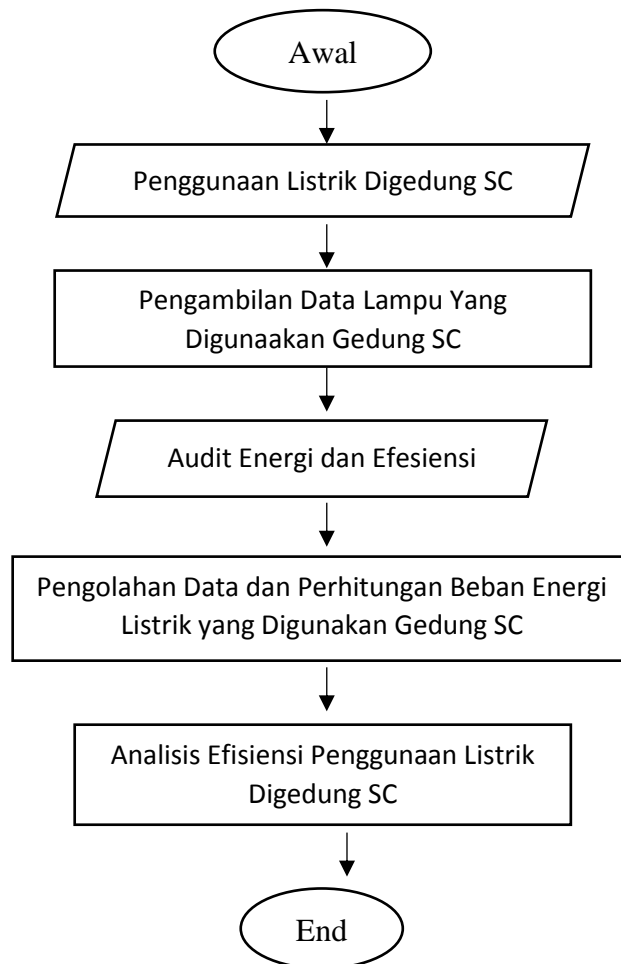 Awal
Penggunaan Listrik Digedung SC
Pengambilan Data Lampu Yang
Digunaakan Gedung SC
Audit Energi dan Efesiensi
Pengolahan Data dan Perhitungan Beban Energi
Listrik yang Digunakan Gedung SC
Analisis Efisiensi Penggunaan Listrik
Digedung SC
End